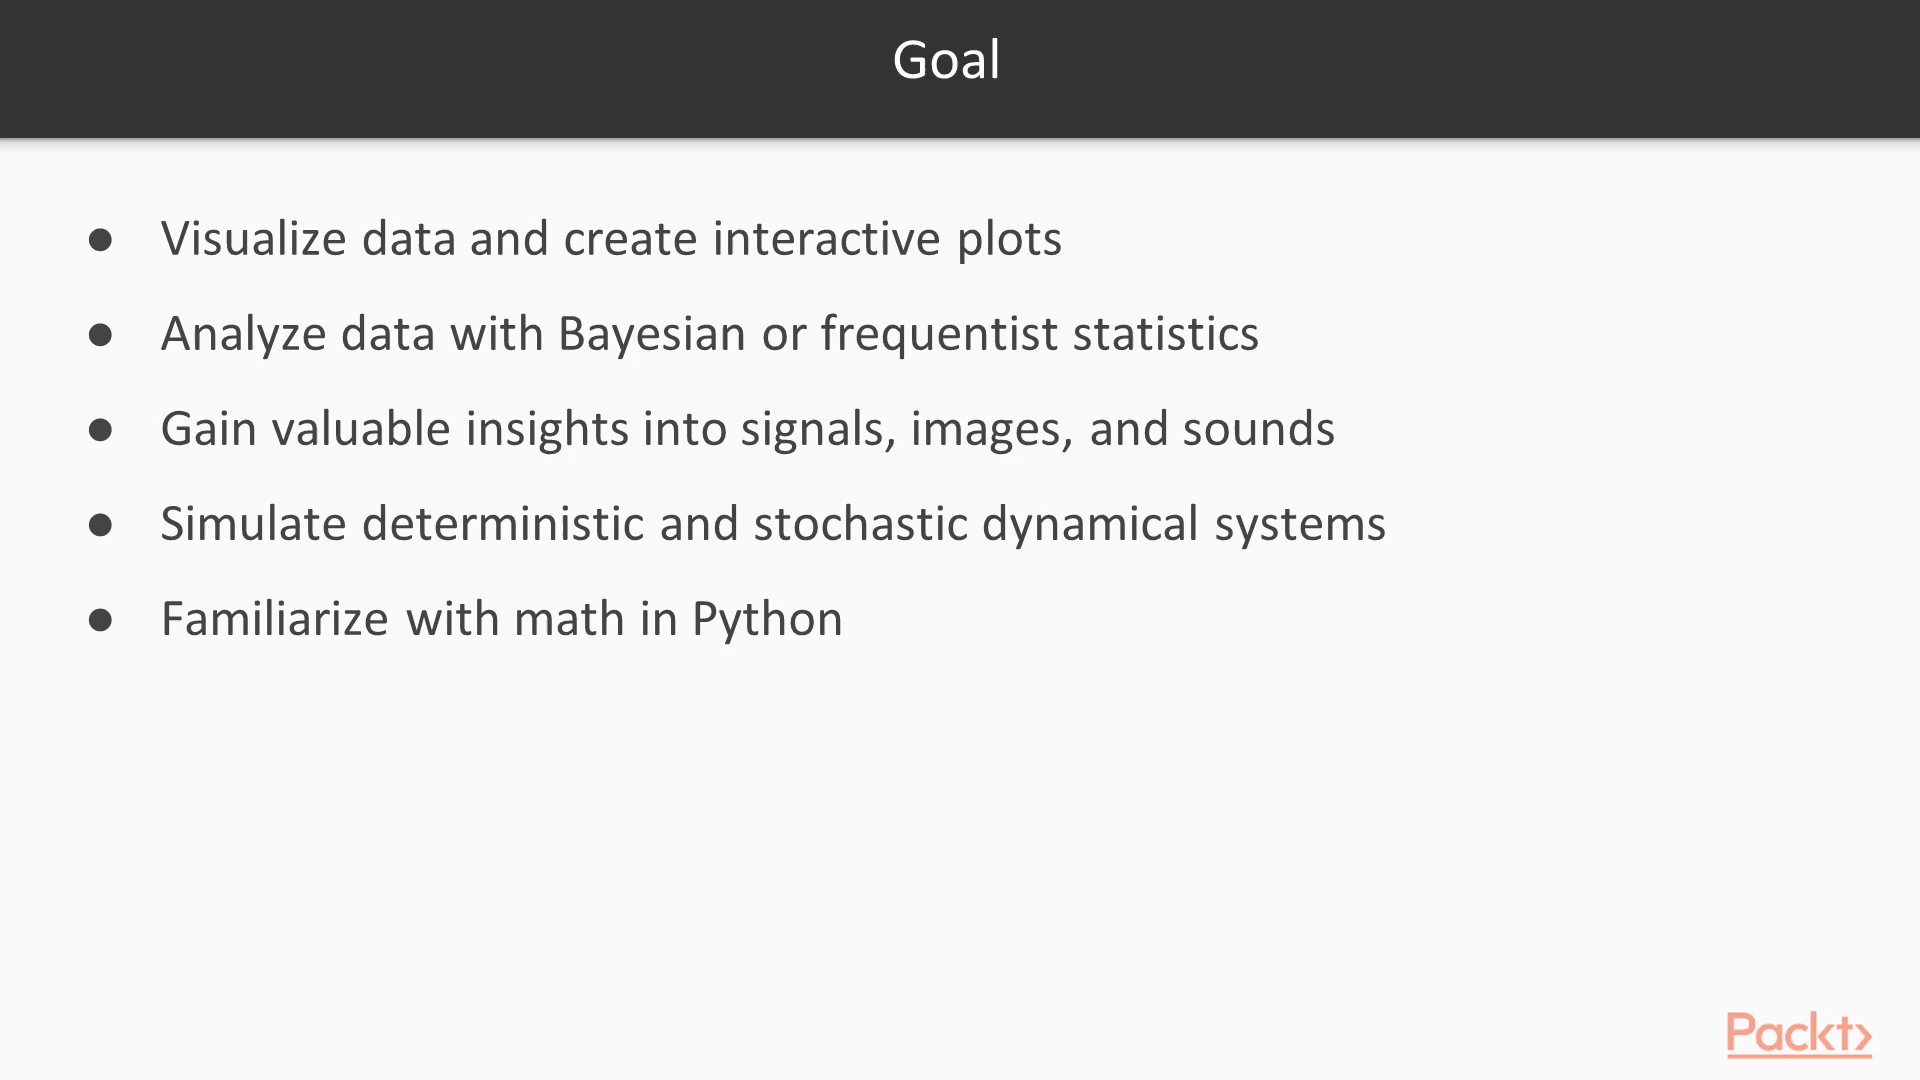 Goal
● Visualize data and create interactive plots
● Analyze data with Bayesian or frequentist statistics
● Gain valuable insights into signals, images, and sounds
● Simulate deterministic and stochastic dynamical systems
● Familiarize with math in Python
Packt>